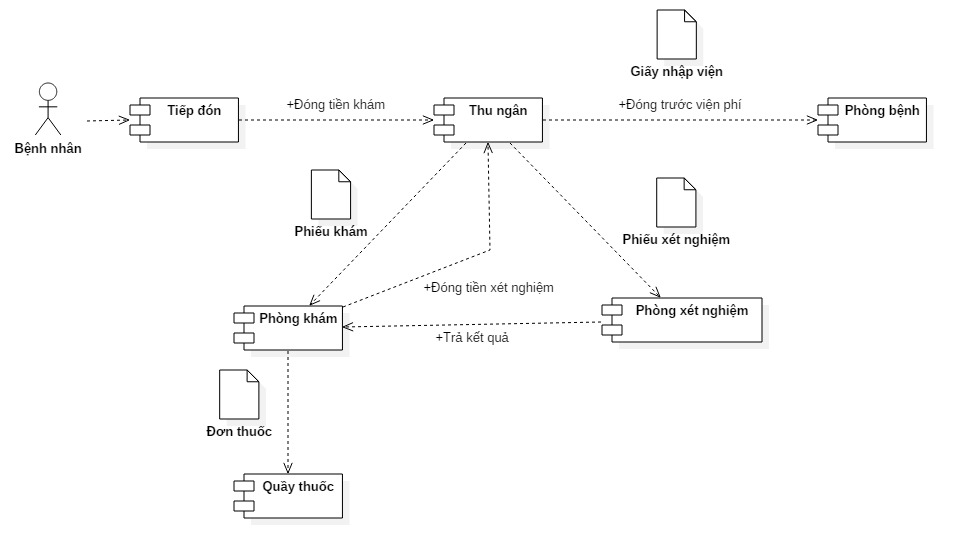 Giấy nhập viện
Bệnh nhân
Tiếp đón
+Đóng tiền khám
Thu ngân
+Đóng trước viện phí
Phòng bệnh
Phiếu khám
Phiếu xét nghiệm
+Đóng tiền xét nghiệm
Phòng khám
Phòng xét nghiệm
+Trả kết quả
Đơn thuốc
Quầy thuốc